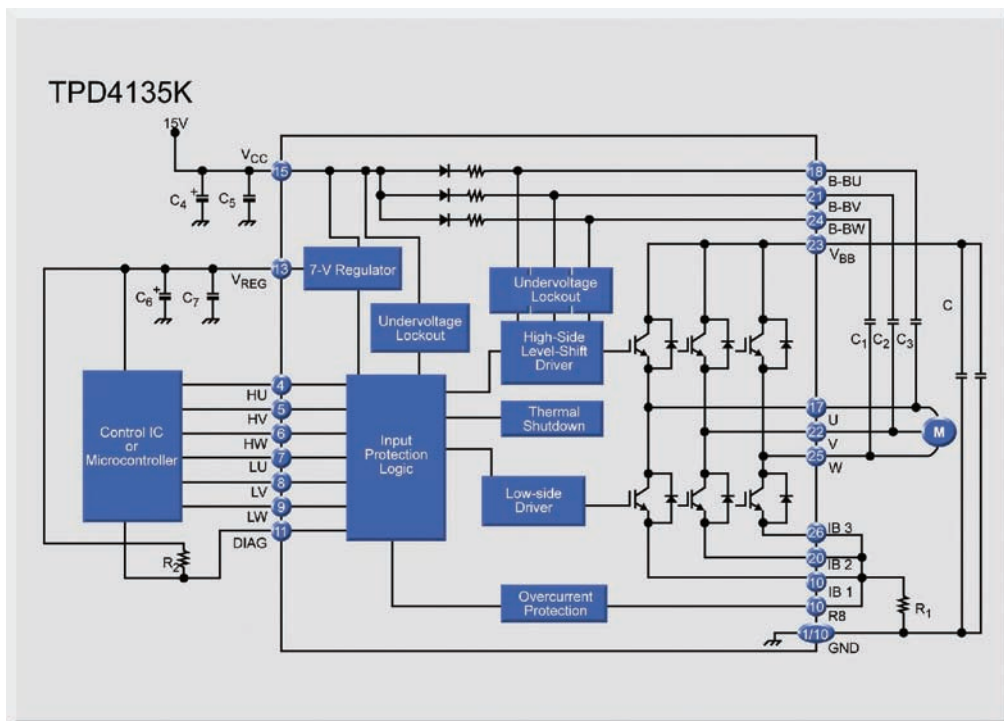 TPD4135K
15V
VCC
15
18
B-BU
21
B-BV
24
B-BW
23
VBB
C4
+
C5
13
VREG
7-V Regulator
C6
+
C7
Undervoltage
Lockout
Undervoltage
Lockout
High-Side
Level-Shift
Driver
C
C1
C2
C3
Control IC
or
Microcontroller
4
HU
5
HV
6
HW
7
LU
8
LV
9
LW
11
DIAG
R2
Input
Protection
Logic
Thermal
Shutdown
Low-side
Driver
Overcurrent
Protection
17
U
22
V
25
W
M
26
IB 3
20
IB 2
10
IB 1
10
R8
1/10
GND
R1